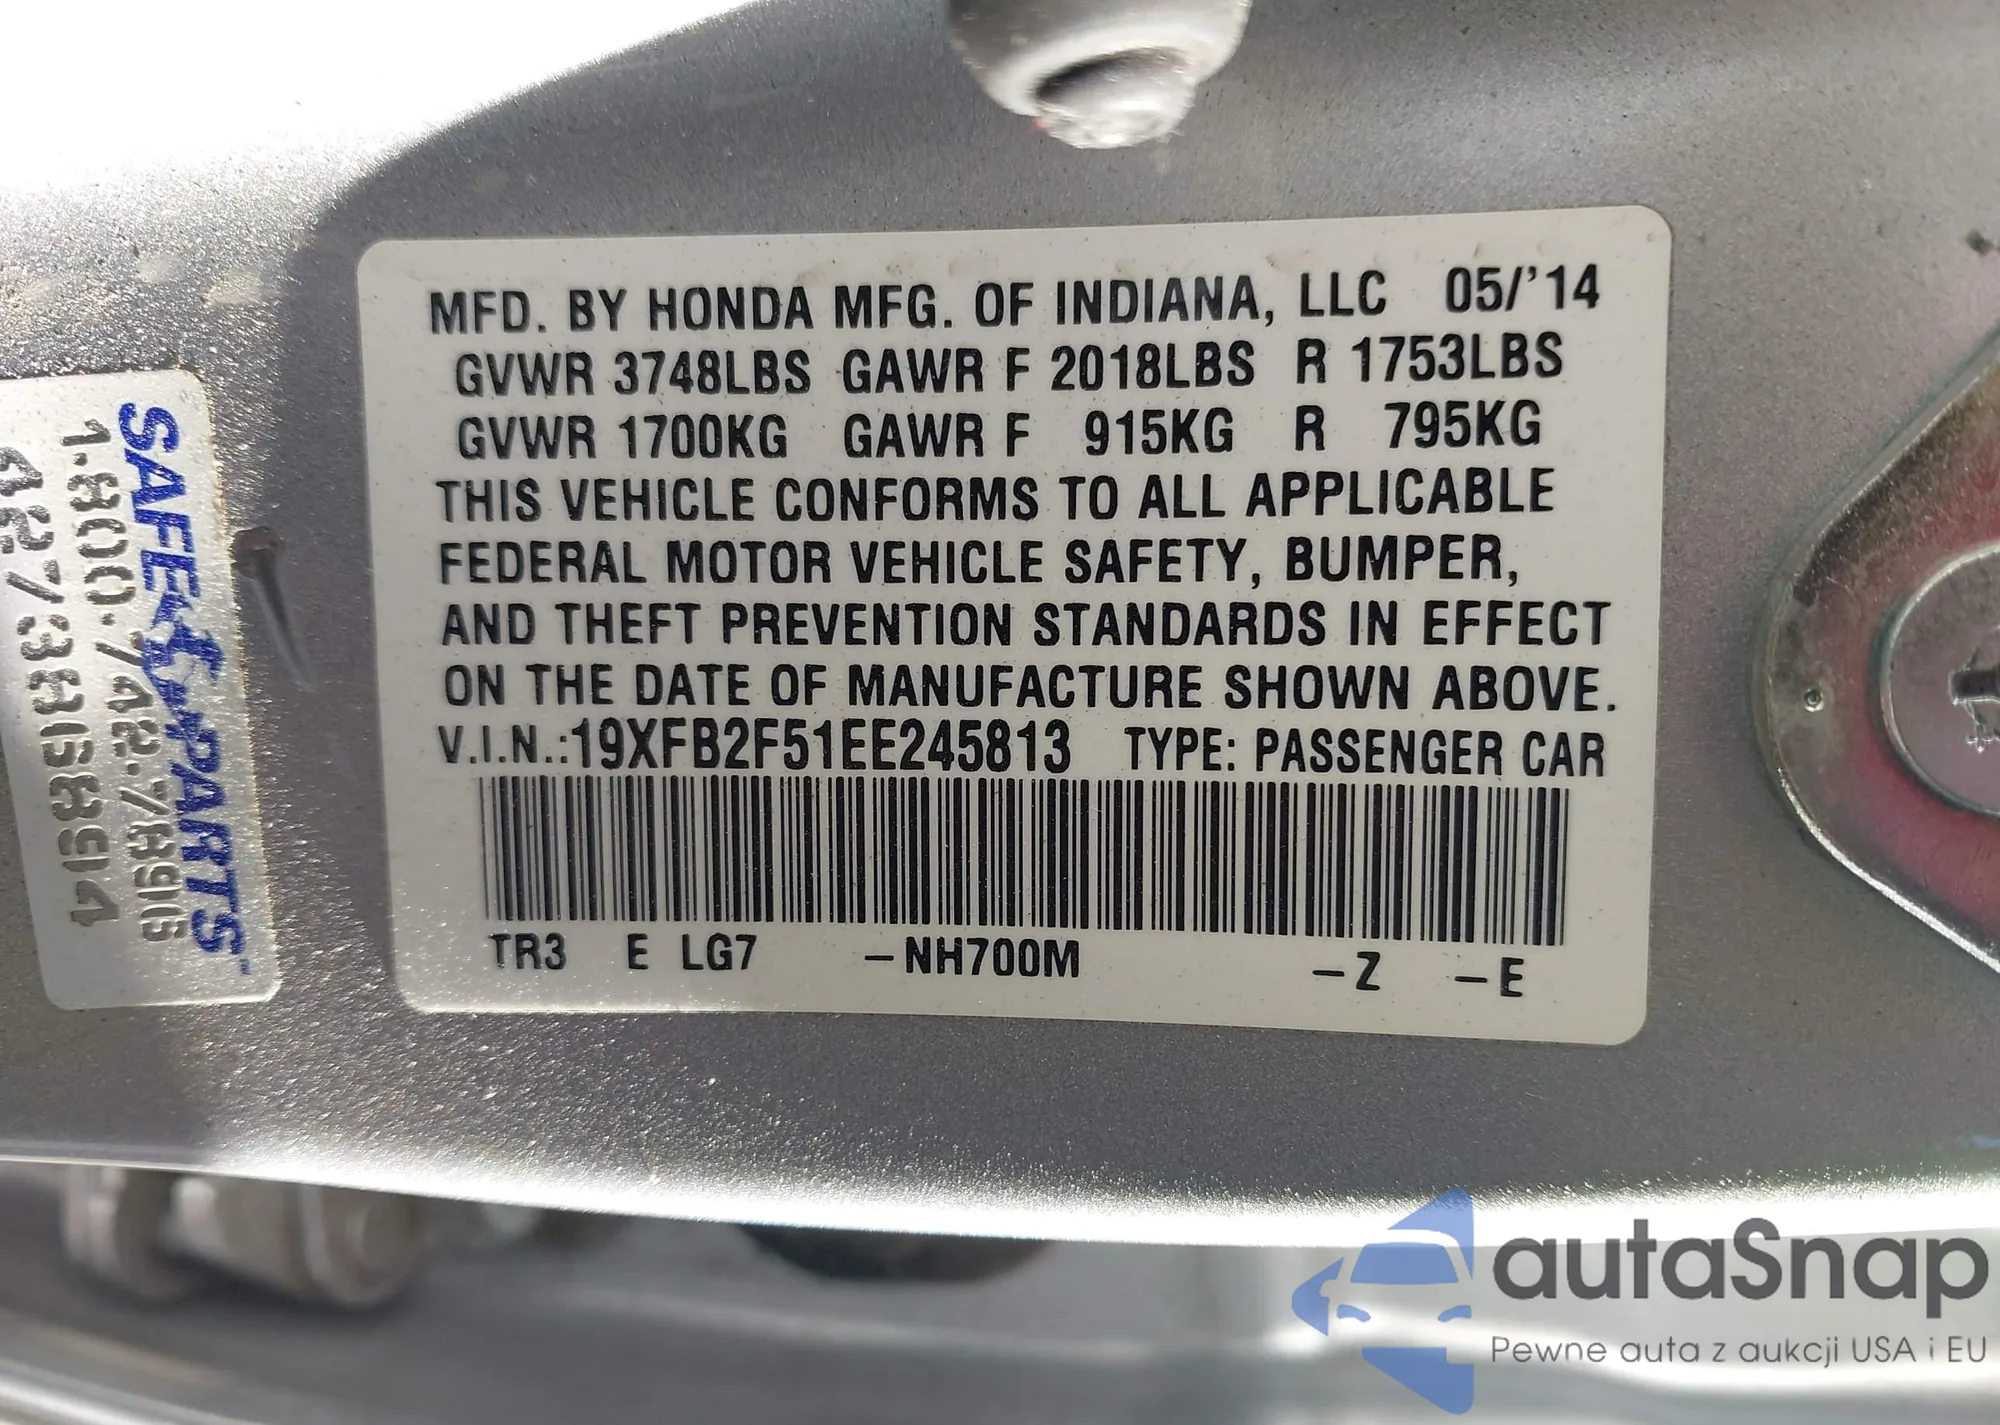 MFD. BY HONDA MFG. OF INDIANA, LLC 05/'14
GVWR 3748LBS GAWR F 2018LBS R 1753LBS
GVWR 1700KG GAWR F 915KG R 795KG
THIS VEHICLE CONFORMS TO ALL APPLICABLE
FEDERAL MOTOR VEHICLE SAFETY, BUMPER,
AND THEFT PREVENTION STANDARDS IN EFFECT
ON THE DATE OF MANUFACTURE SHOWN ABOVE.
V.I.N.:19XFB2F51EE245813 TYPE: PASSENGER CAR
TR3 E LG7 -NH700M -Z -E
SAFE PARTS
1.800.742.7896
autaSnap
Pewne auta z aukcji USA i EU